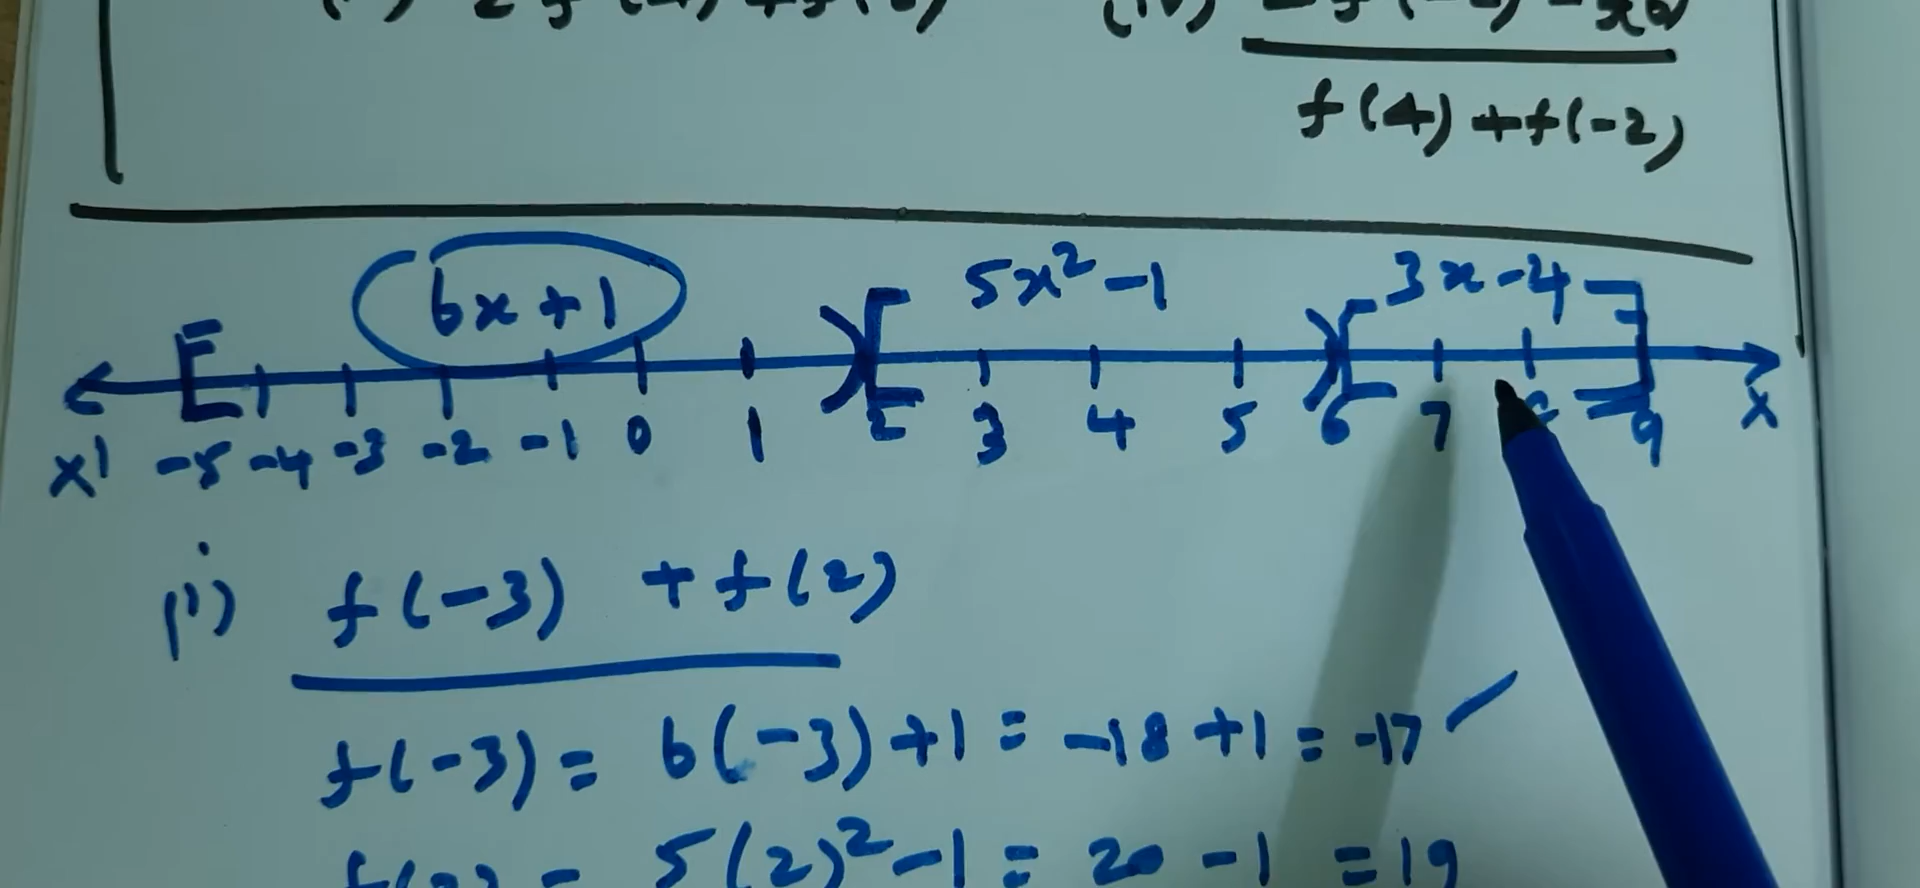 f(4) + f(-2)
6x + 1 5x² - 1 3x - 4
x' -5 -4 -3 -2 -1 0 1 2 3 4 5 6 7 9 x
(i) f(-3) + f(2)
f(-3) = 6(-3) + 1 = -18 + 1 = -17 ✓
5(2)² - 1 = 20 - 1 = 19